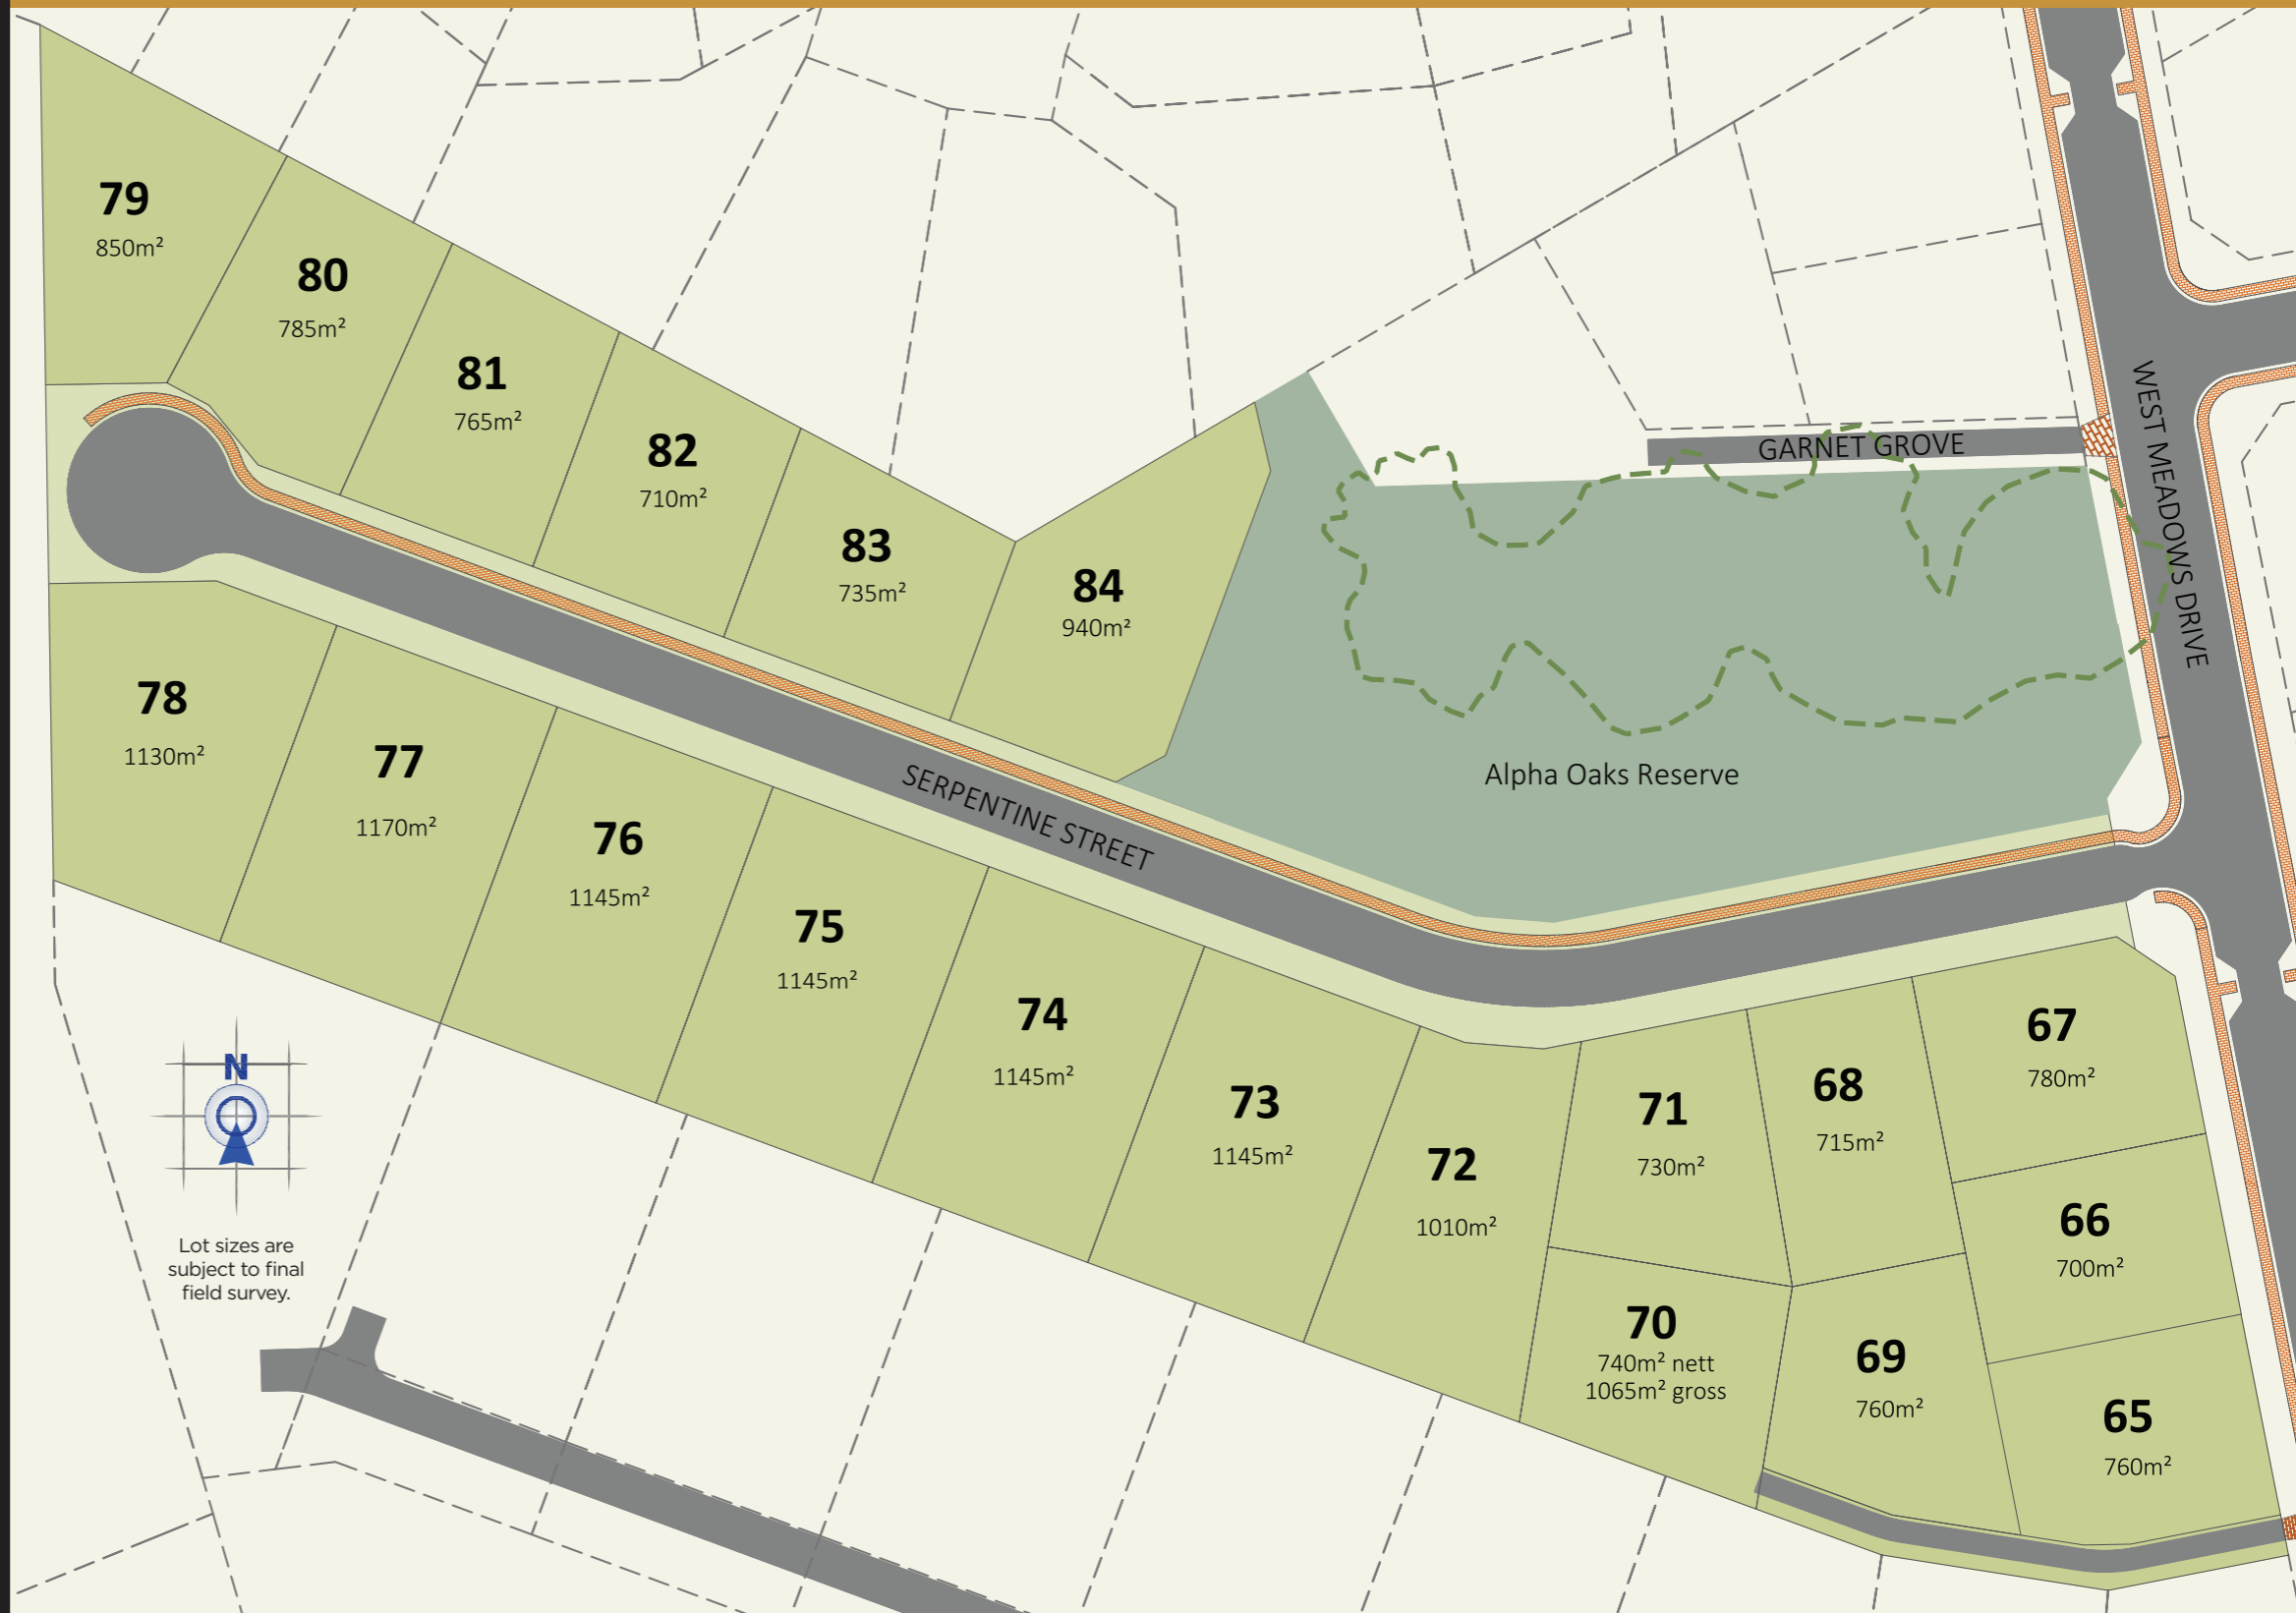 79
850m²
80
785m²
81
765m²
82
710m²
83
735m²
84
940m²
GARNET GROVE
WEST MEADOWS DRIVE
Alpha Oaks Reserve
SERPENTINE STREET
78
1130m²
77
1170m²
76
1145m²
75
1145m²
74
1145m²
73
1145m²
72
1010m²
71
730m²
68
715m²
67
780m²
66
700m²
70
740m² nett
1065m² gross
69
760m²
65
760m²
N
Lot sizes are
subject to final
field survey.